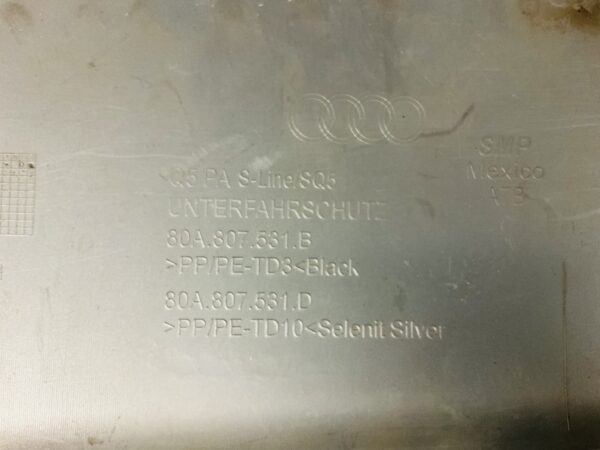 SMP
Mexico
Q5 PA S-Line/SQ5
UNTERFAHRSCHUTZ
80A.807.531.B
>PP/PE-TD3<Black
80A.807.531.D
>PP/PE-TD10<Selenit Silver